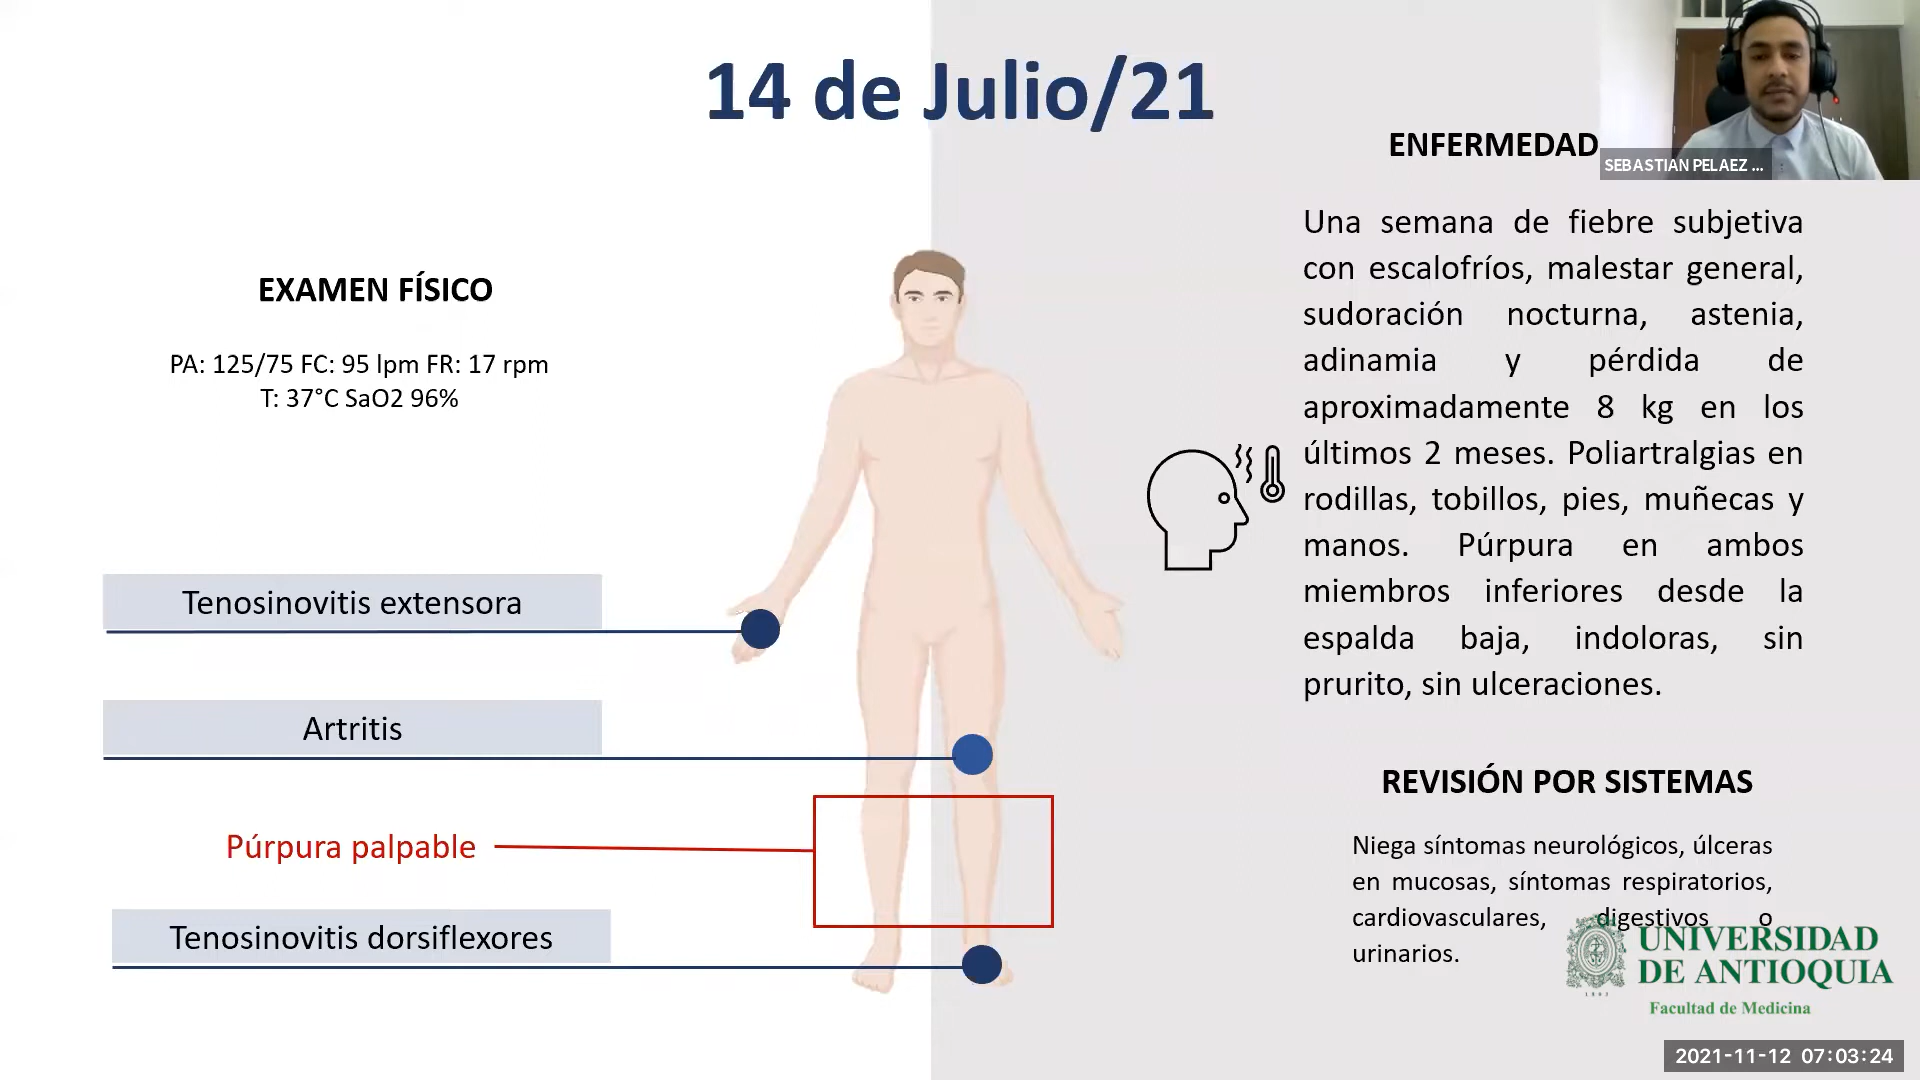 14 de Julio/21
EXAMEN FÍSICO
PA: 125/75 FC: 95 lpm FR: 17 rpm
T: 37°C SaO2 96%
Tenosinovitis extensora
Artritis
Púrpura palpable
Tenosinovitis dorsiflexores
ENFERMEDAD
SEBASTIAN PELAEZ ...
Una semana de fiebre subjetiva
con escalofríos, malestar general,
sudoración nocturna, astenia,
adinamia y pérdida de
aproximadamente 8 kg en los
últimos 2 meses. Poliartralgias en
rodillas, tobillos, pies, muñecas y
manos. Púrpura en ambos
miembros inferiores desde la
espalda baja, indoloras, sin
prurito, sin ulceraciones.
REVISIÓN POR SISTEMAS
Niega síntomas neurológicos, úlceras
en mucosas, síntomas respiratorios,
cardiovasculares, digestivos o
urinarios.
UNIVERSIDAD
DE ANTIOQUIA
1803
Facultad de Medicina
2021-11-12 07:03:24